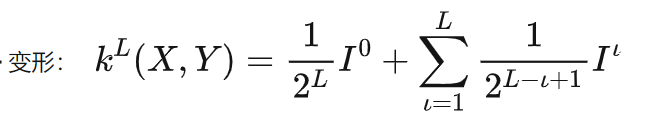 · 变形： $k^L(X,Y) = \frac{1}{2^L} I^0 + \sum_{\iota=1}^{L} \frac{1}{2^{L-\iota+1}} I^{\iota}$